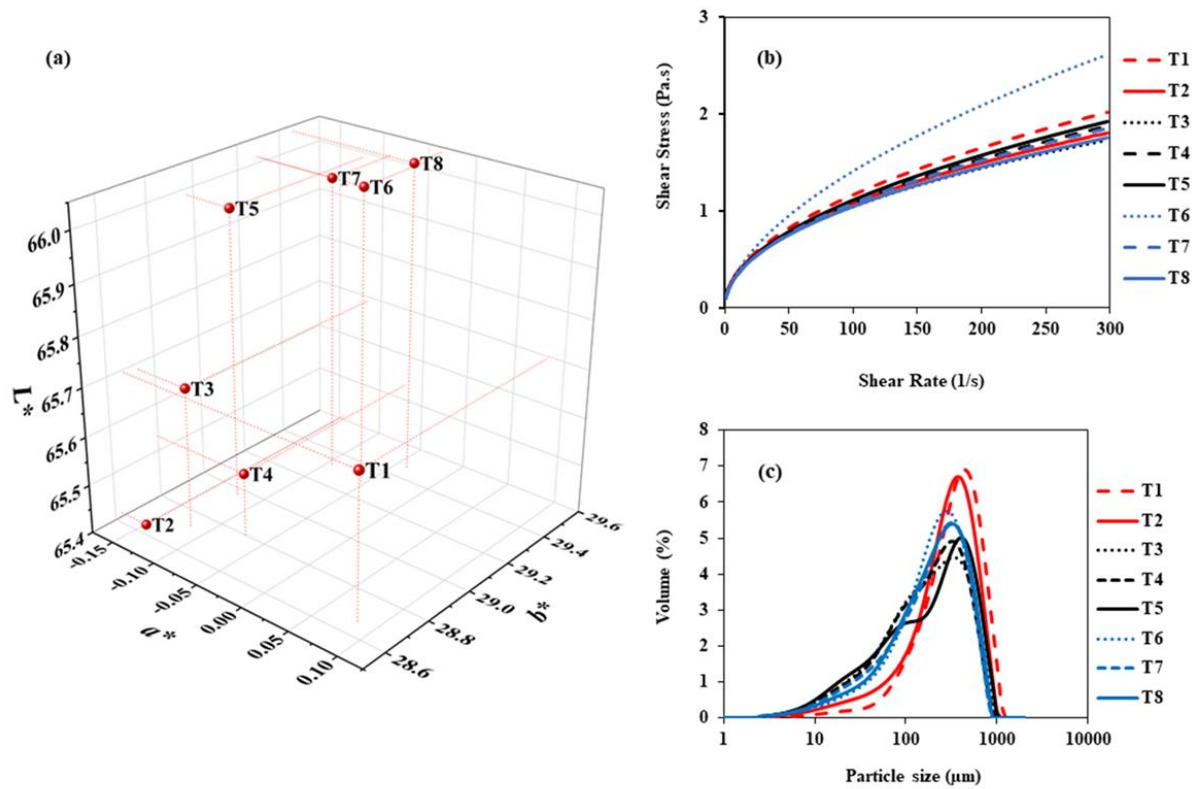 (a)
T8
T7
T6
T5
T3
T4
T1
T2
66.0
65.9
65.8
65.7
65.6
65.5
65.4
L*
-0.15
-0.10
-0.05
0.00
0.05
0.10
a*
28.6
28.8
29.0
29.2
29.4
29.6
b*
(b)
3
2
1
0
Shear Stress (Pa.s)
0 50 100 150 200 250 300
Shear Rate (1/s)
T1
T2
T3
T4
T5
T6
T7
T8
(c)
8
7
6
5
4
3
2
1
0
Volume (%)
1 10 100 1000 10000
Particle size (µm)
T1
T2
T3
T4
T5
T6
T7
T8